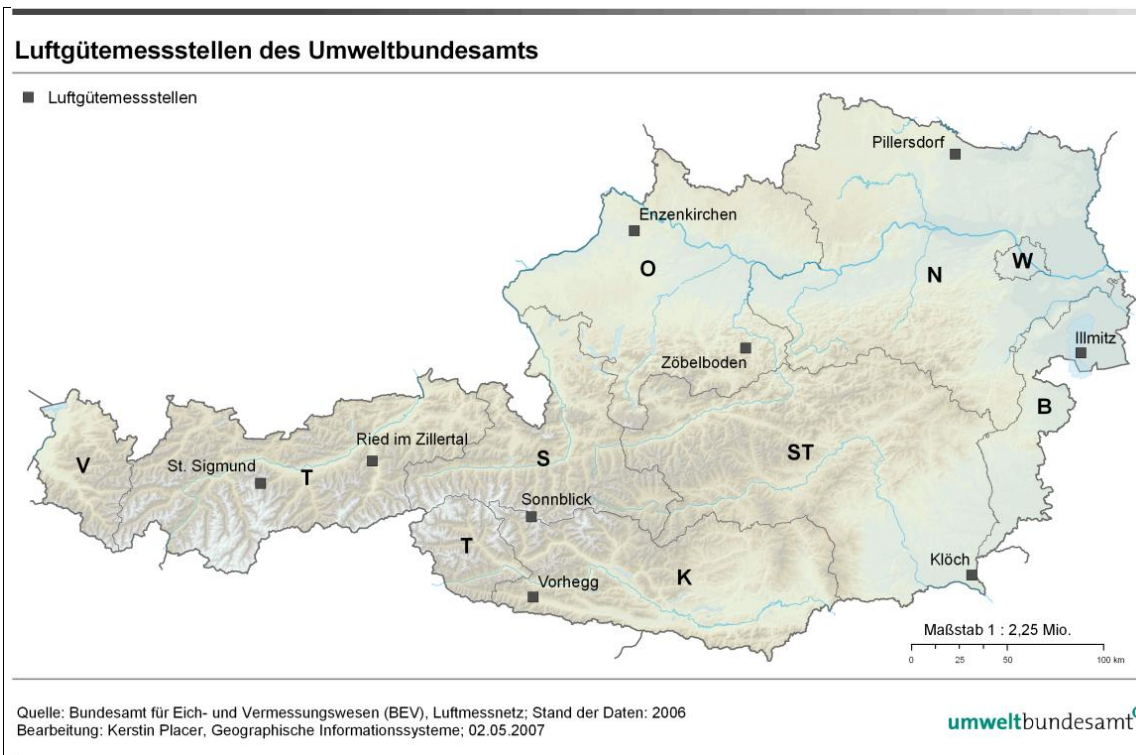 Luftgütemessstellen des Umweltbundesamts
Luftgütemessstellen
Pillersdorf
Enzenkirchen
O
N
W
Zöbelboden
Illmitz
B
V
St. Sigmund
T
Ried im Zillertal
S
ST
Sonnblick
T
Vorhegg
K
Klöch
Maßstab 1 : 2,25 Mio.
0 25 50 100 km
Quelle: Bundesamt für Eich- und Vermessungswesen (BEV), Luftmessnetz; Stand der Daten: 2006
Bearbeitung: Kerstin Placer, Geographische Informationssysteme; 02.05.2007
umweltbundesamt